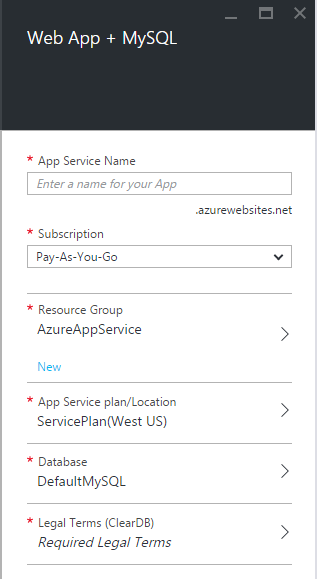 Web App + MySQL
* App Service Name
Enter a name for your App
.azurewebsites.net
* Subscription
Pay-As-You-Go
* Resource Group
AzureAppService
New
* App Service plan/Location
ServicePlan(West US)
* Database
DefaultMySQL
* Legal Terms (ClearDB)
Required Legal Terms